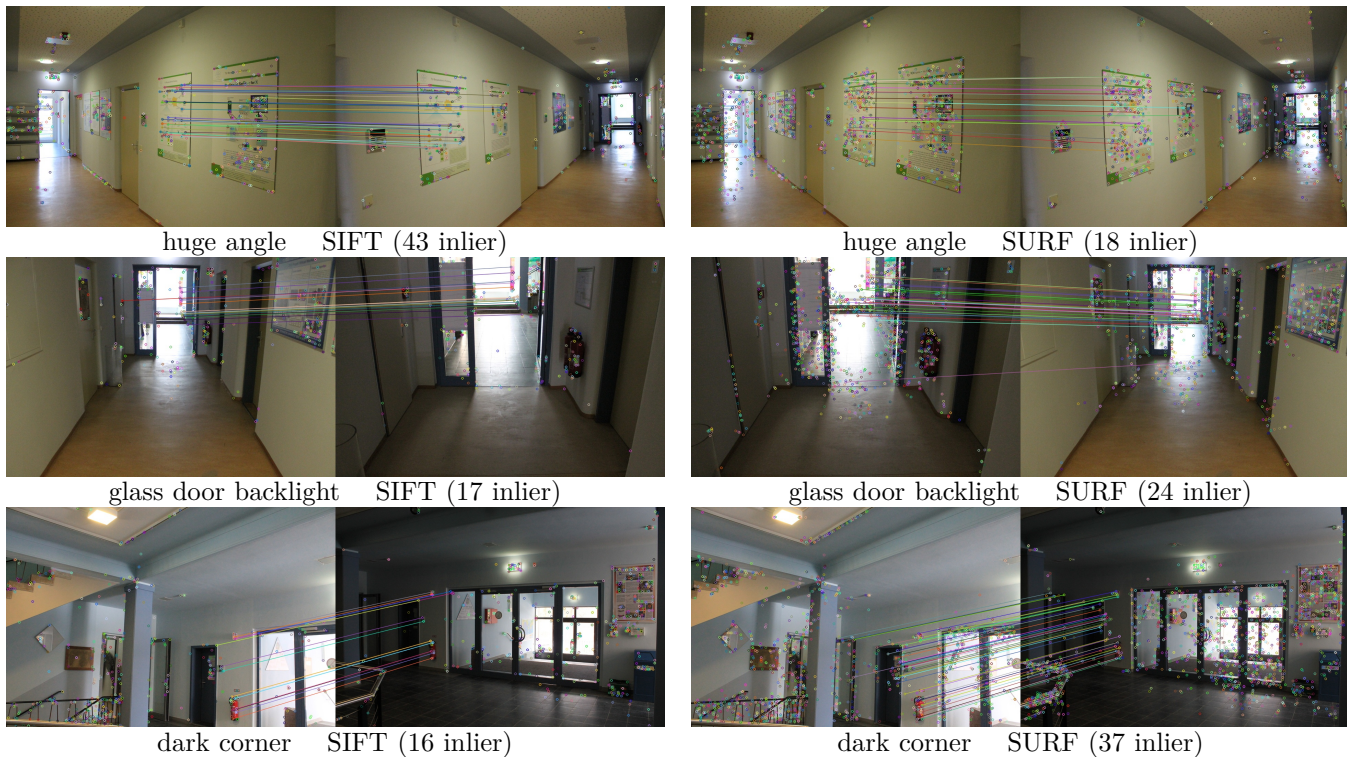 huge angle SIFT (43 inlier)
huge angle SURF (18 inlier)
glass door backlight SIFT (17 inlier)
glass door backlight SURF (24 inlier)
dark corner SIFT (16 inlier)
dark corner SURF (37 inlier)